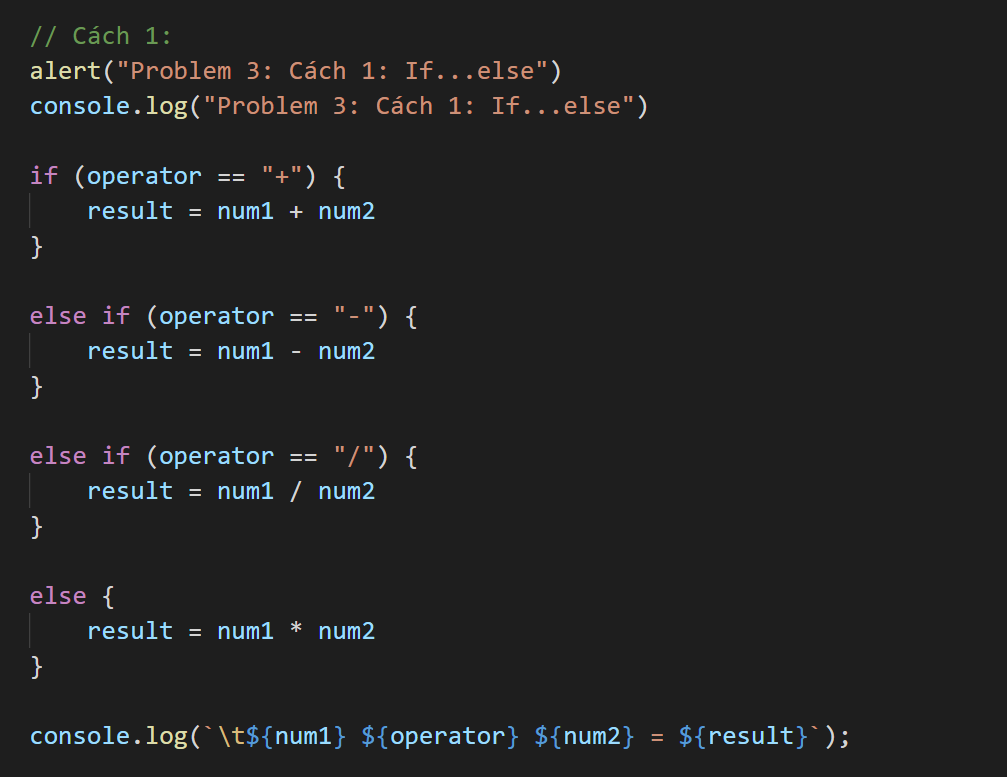 // Cách 1:
alert("Problem 3: Cách 1: If...else")
console.log("Problem 3: Cách 1: If...else")
if (operator == "+") {
result = num1 + num2
}
else if (operator == "-") {
result = num1 - num2
}
else if (operator == "/") {
result = num1 / num2
}
else {
result = num1 * num2
}
console.log(`\t${num1} ${operator} ${num2} = ${result}`);